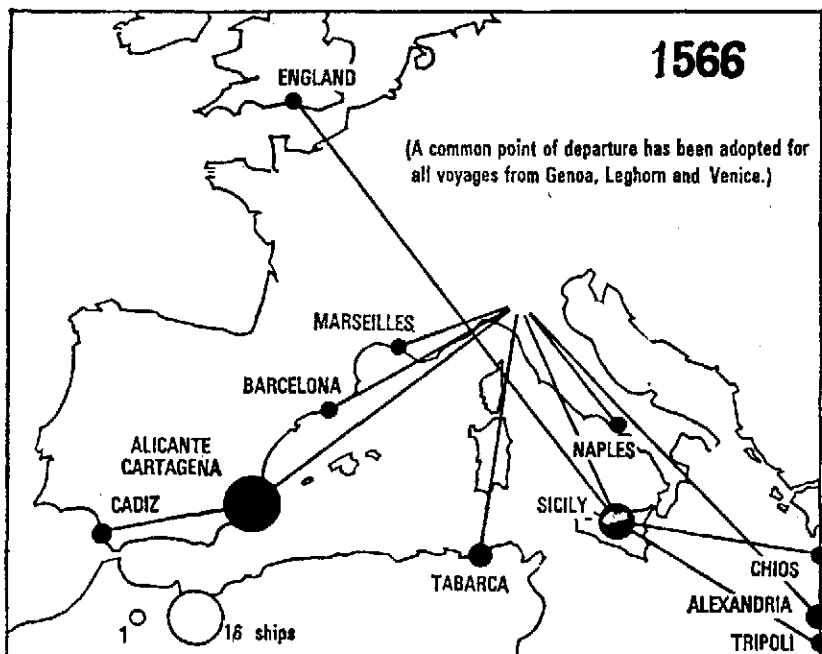 1566
ENGLAND
(A common point of departure has been adopted for
all voyages from Genoa, Leghorn and Venice.)
MARSEILLES
BARCELONA
ALICANTE
CARTAGENA
CADIZ
NAPLES
SICILY
TABARCA
CHIOS
ALEXANDRIA
TRIPOLI
1 16 ships